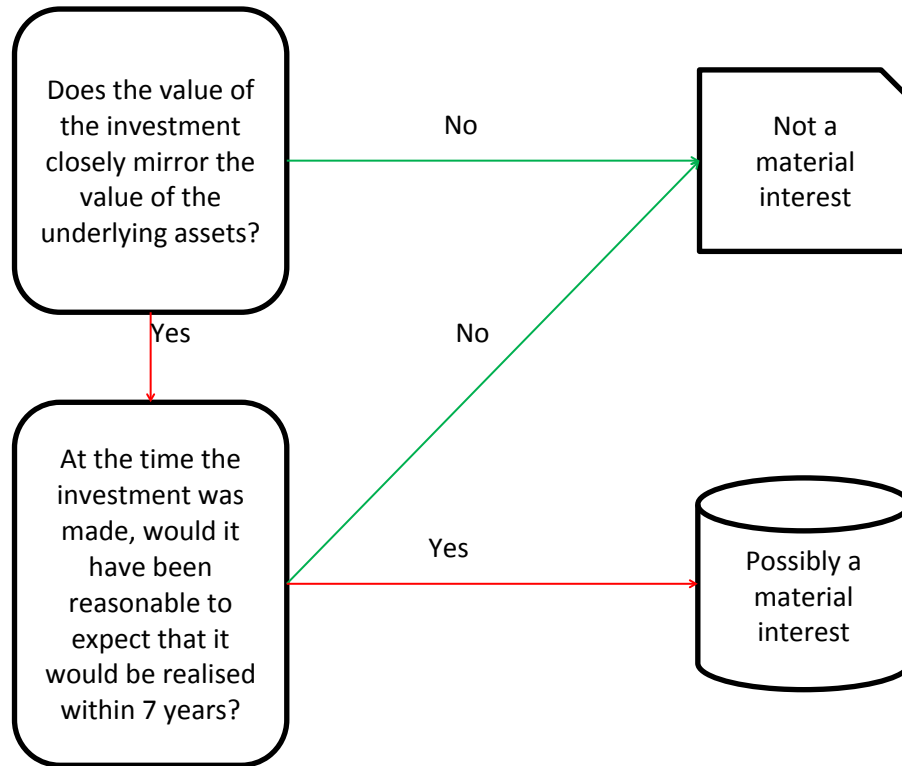 Does the value of
the investment
closely mirror the
value of the
underlying assets?
No
Not a
material
interest
Yes
No
At the time the
investment was
made, would it
have been
reasonable to
expect that it
would be realised
within 7 years?
Yes
Possibly a
material
interest